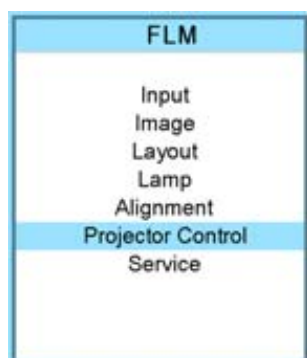 FLM
Input
Image
Layout
Lamp
Alignment
Projector Control
Service